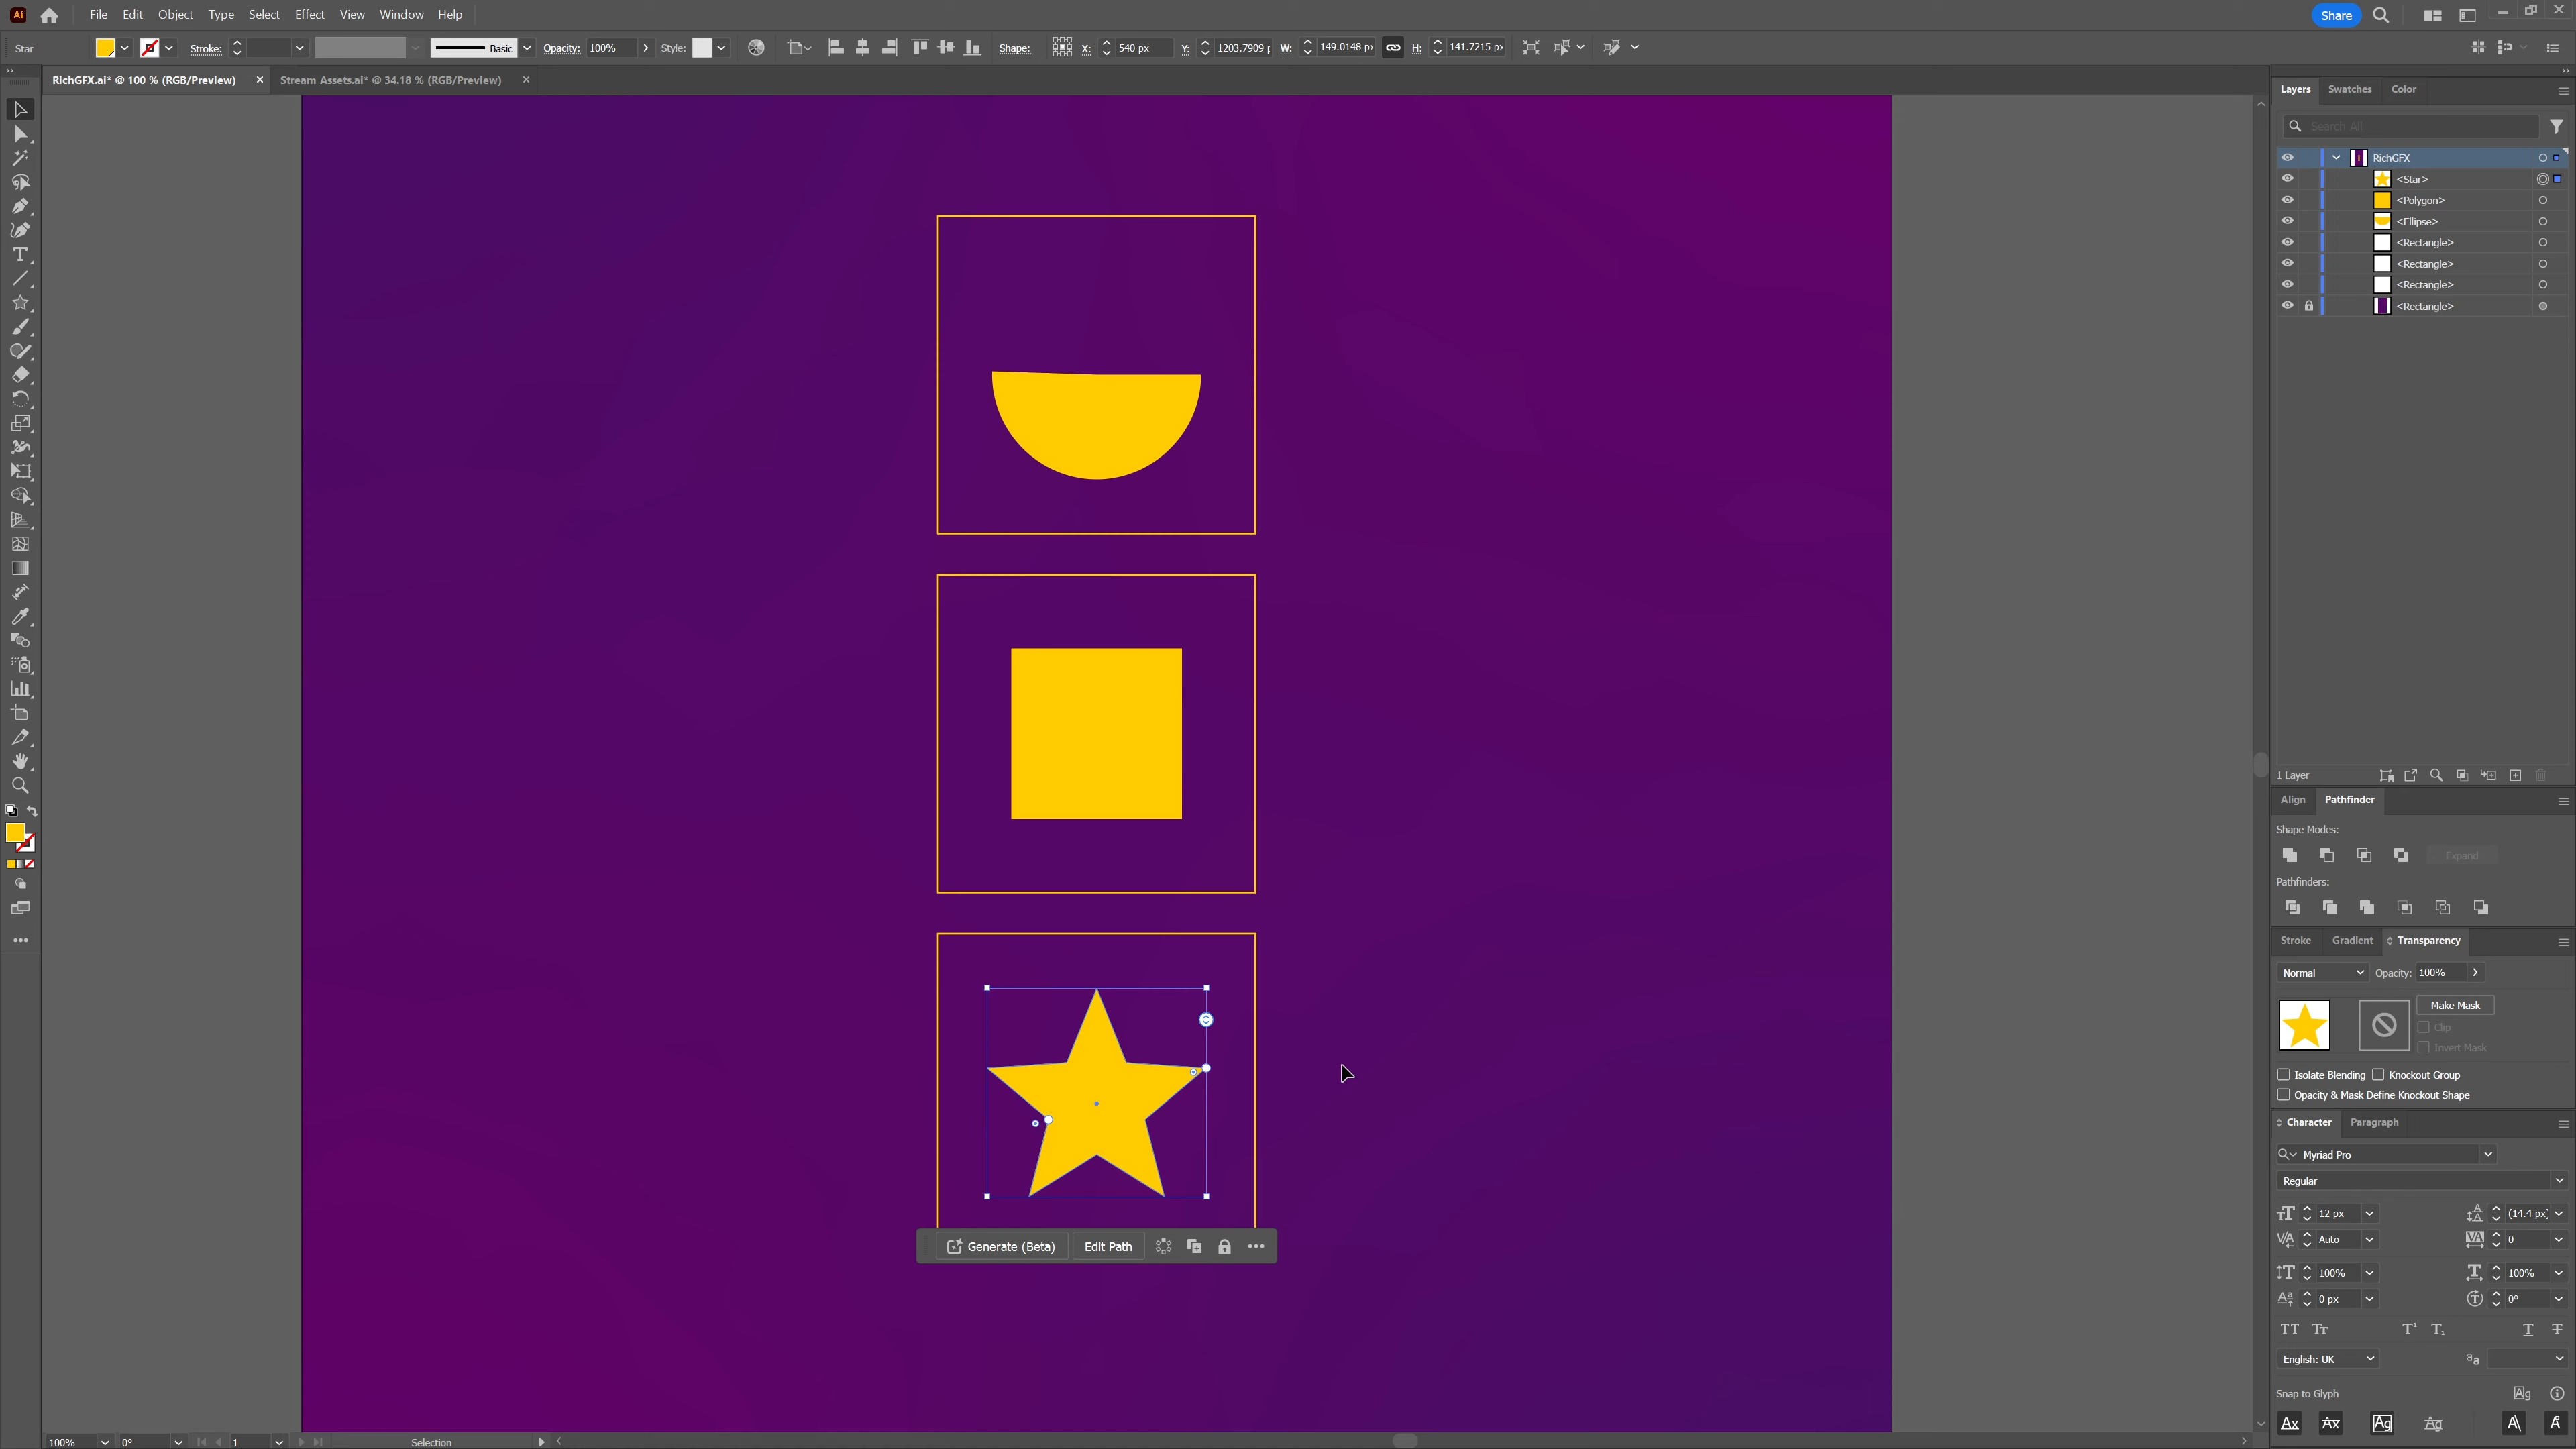 Ai File Edit Object Type Select Effect View Window Help Share
Star Stroke: Basic Opacity: 100% Style: Shape: X: 540 px Y: 1203.7909 W: 149.0148 px H: 141.7215 px
RichGFX.ai* @ 100 % (RGB/Preview) × Stream Assets.ai* @ 34.18 % (RGB/Preview) ×
Layers Swatches Color
Search All
RichGFX
<Star>
<Polygon>
<Ellipse>
<Rectangle>
<Rectangle>
<Rectangle>
<Rectangle>
1 Layer
Align Pathfinder
Shape Modes:
Expand
Pathfinders:
Stroke Gradient Transparency
Normal Opacity: 100%
Make Mask
Clip
Invert Mask
Isolate Blending Knockout Group
Opacity & Mask Define Knockout Shape
Character Paragraph
Myriad Pro
Regular
12 px (14.4 px)
Auto 0
100% 100%
0 px 0°
English: UK
Snap to Glyph
Generate (Beta) Edit Path
100% 0° 1 Selection